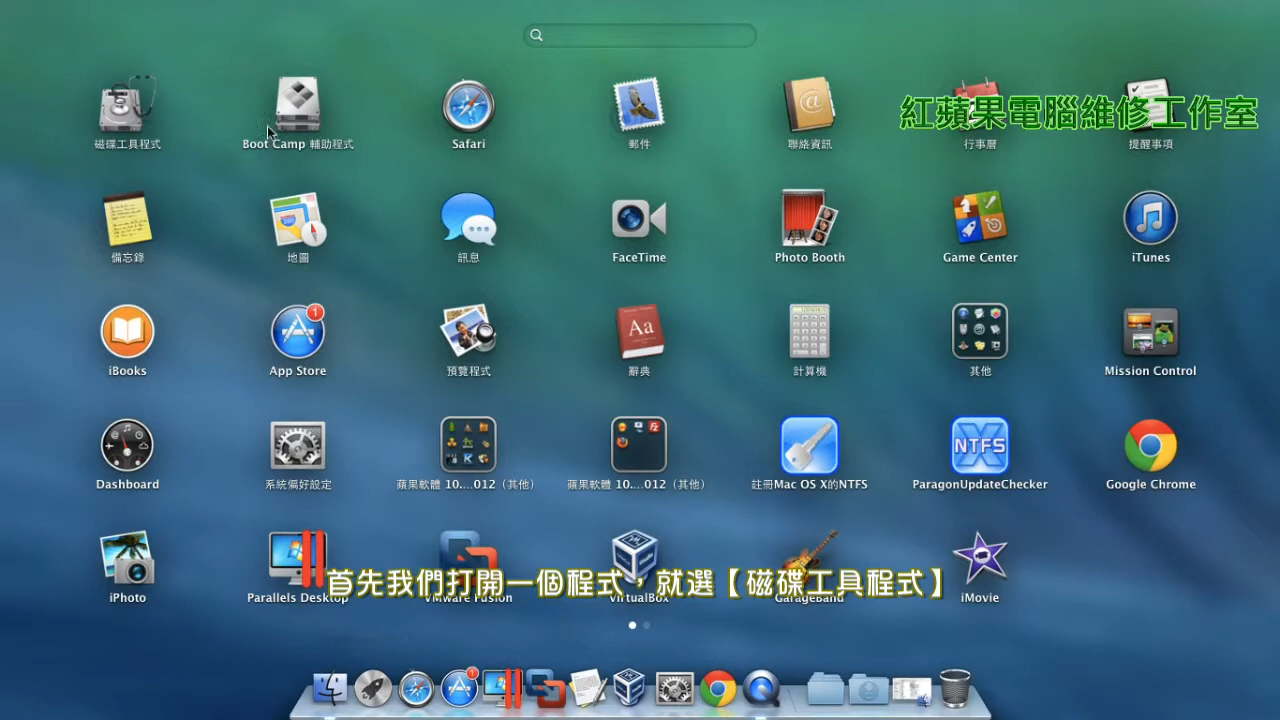 紅蘋果電腦維修工作室
磁碟工具程式
Boot Camp 輔助程式
Safari
郵件
聯絡資訊
行事曆
提醒事項
備忘錄
地圖
訊息
FaceTime
Photo Booth
Game Center
iTunes
iBooks
App Store
1
預覽程式
Aa
辭典
計算機
其他
Mission Control
Dashboard
系統偏好設定
蘋果軟體 10....012（其他）
蘋果軟體 10....012（其他）
註冊Mac OS X的NTFS
NTFS
ParagonUpdateChecker
Google Chrome
iPhoto
Parallels Desktop
VMware Fusion
VirtualBox
GarageBand
iMovie
首先我們打開一個程式，就選【磁碟工具程式】
1